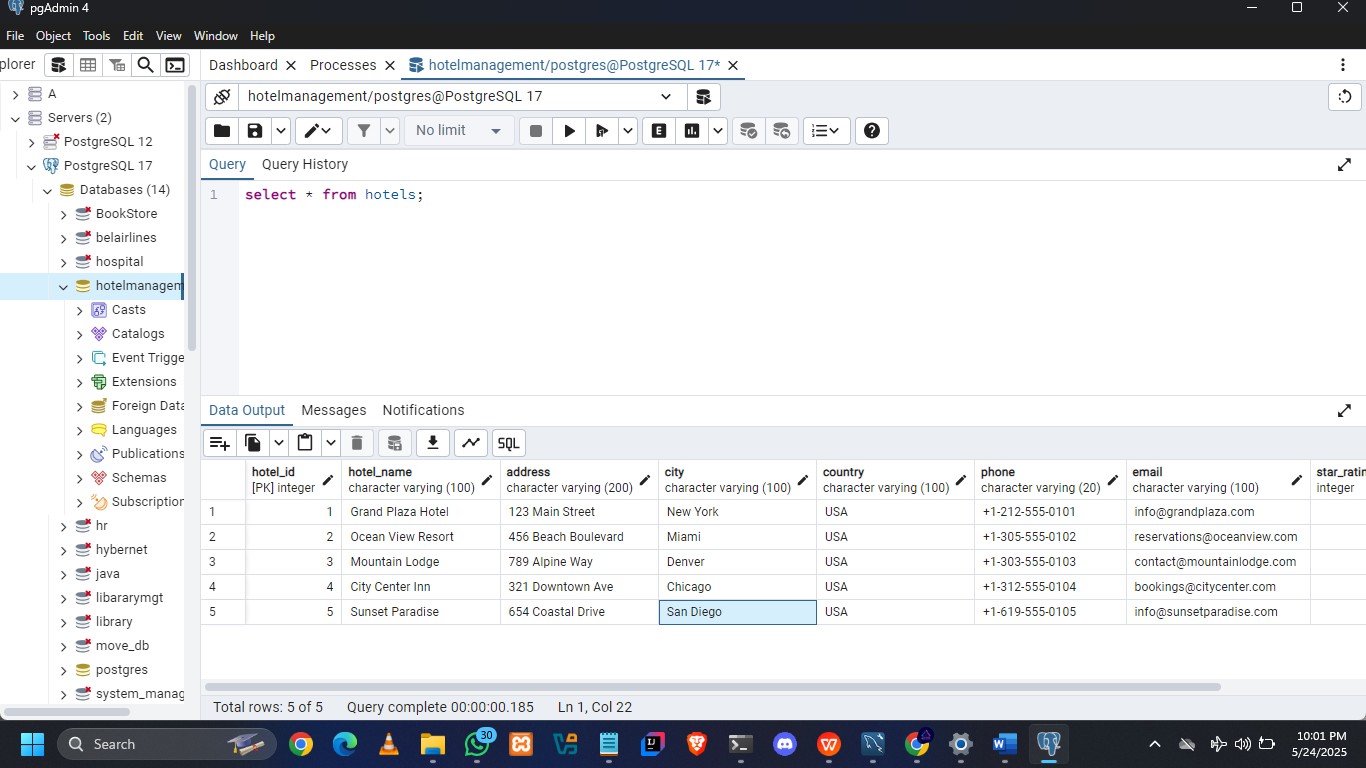 pgAdmin 4
File Object Tools Edit View Window Help
plorer
Dashboard Processes hotelmanagement/postgres@PostgreSQL 17*
A
Servers (2)
PostgreSQL 12
PostgreSQL 17
Databases (14)
BookStore
belairlines
hospital
hotelmanagem
Casts
Catalogs
Event Trigge
Extensions
Foreign Data
Languages
Publications
Schemas
Subscription
hr
hybernet
java
libararymgt
library
move_db
postgres
system_manag
hotelmanagement/postgres@PostgreSQL 17
No limit
E
Query Query History
1 select * from hotels;
Data Output Messages Notifications
SQL
hotel_id hotel_name address city country phone email star_ratin
[PK] integer character varying (100) character varying (200) character varying (100) character varying (100) character varying (20) character varying (100) integer
1 1 Grand Plaza Hotel 123 Main Street New York USA +1-212-555-0101 info@grandplaza.com
2 2 Ocean View Resort 456 Beach Boulevard Miami USA +1-305-555-0102 reservations@oceanview.com
3 3 Mountain Lodge 789 Alpine Way Denver USA +1-303-555-0103 contact@mountainlodge.com
4 4 City Center Inn 321 Downtown Ave Chicago USA +1-312-555-0104 bookings@citycenter.com
5 5 Sunset Paradise 654 Coastal Drive San Diego USA +1-619-555-0105 info@sunsetparadise.com
Total rows: 5 of 5 Query complete 00:00:00.185 Ln 1, Col 22
Search
30
10:01 PM
5/24/2025